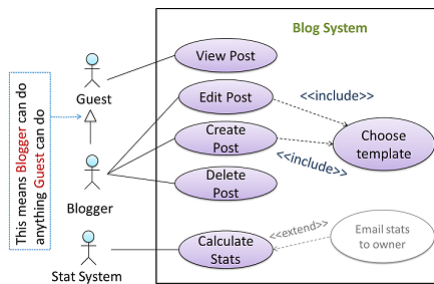 Blog System
View Post
Guest
Edit Post
<<include>>
Create
Post
Choose
template
<<include>>
This means Blogger can do
anything Guest can do
Blogger
Delete
Post
Stat System
Calculate
Stats
<<extend>>
Email stats
to owner